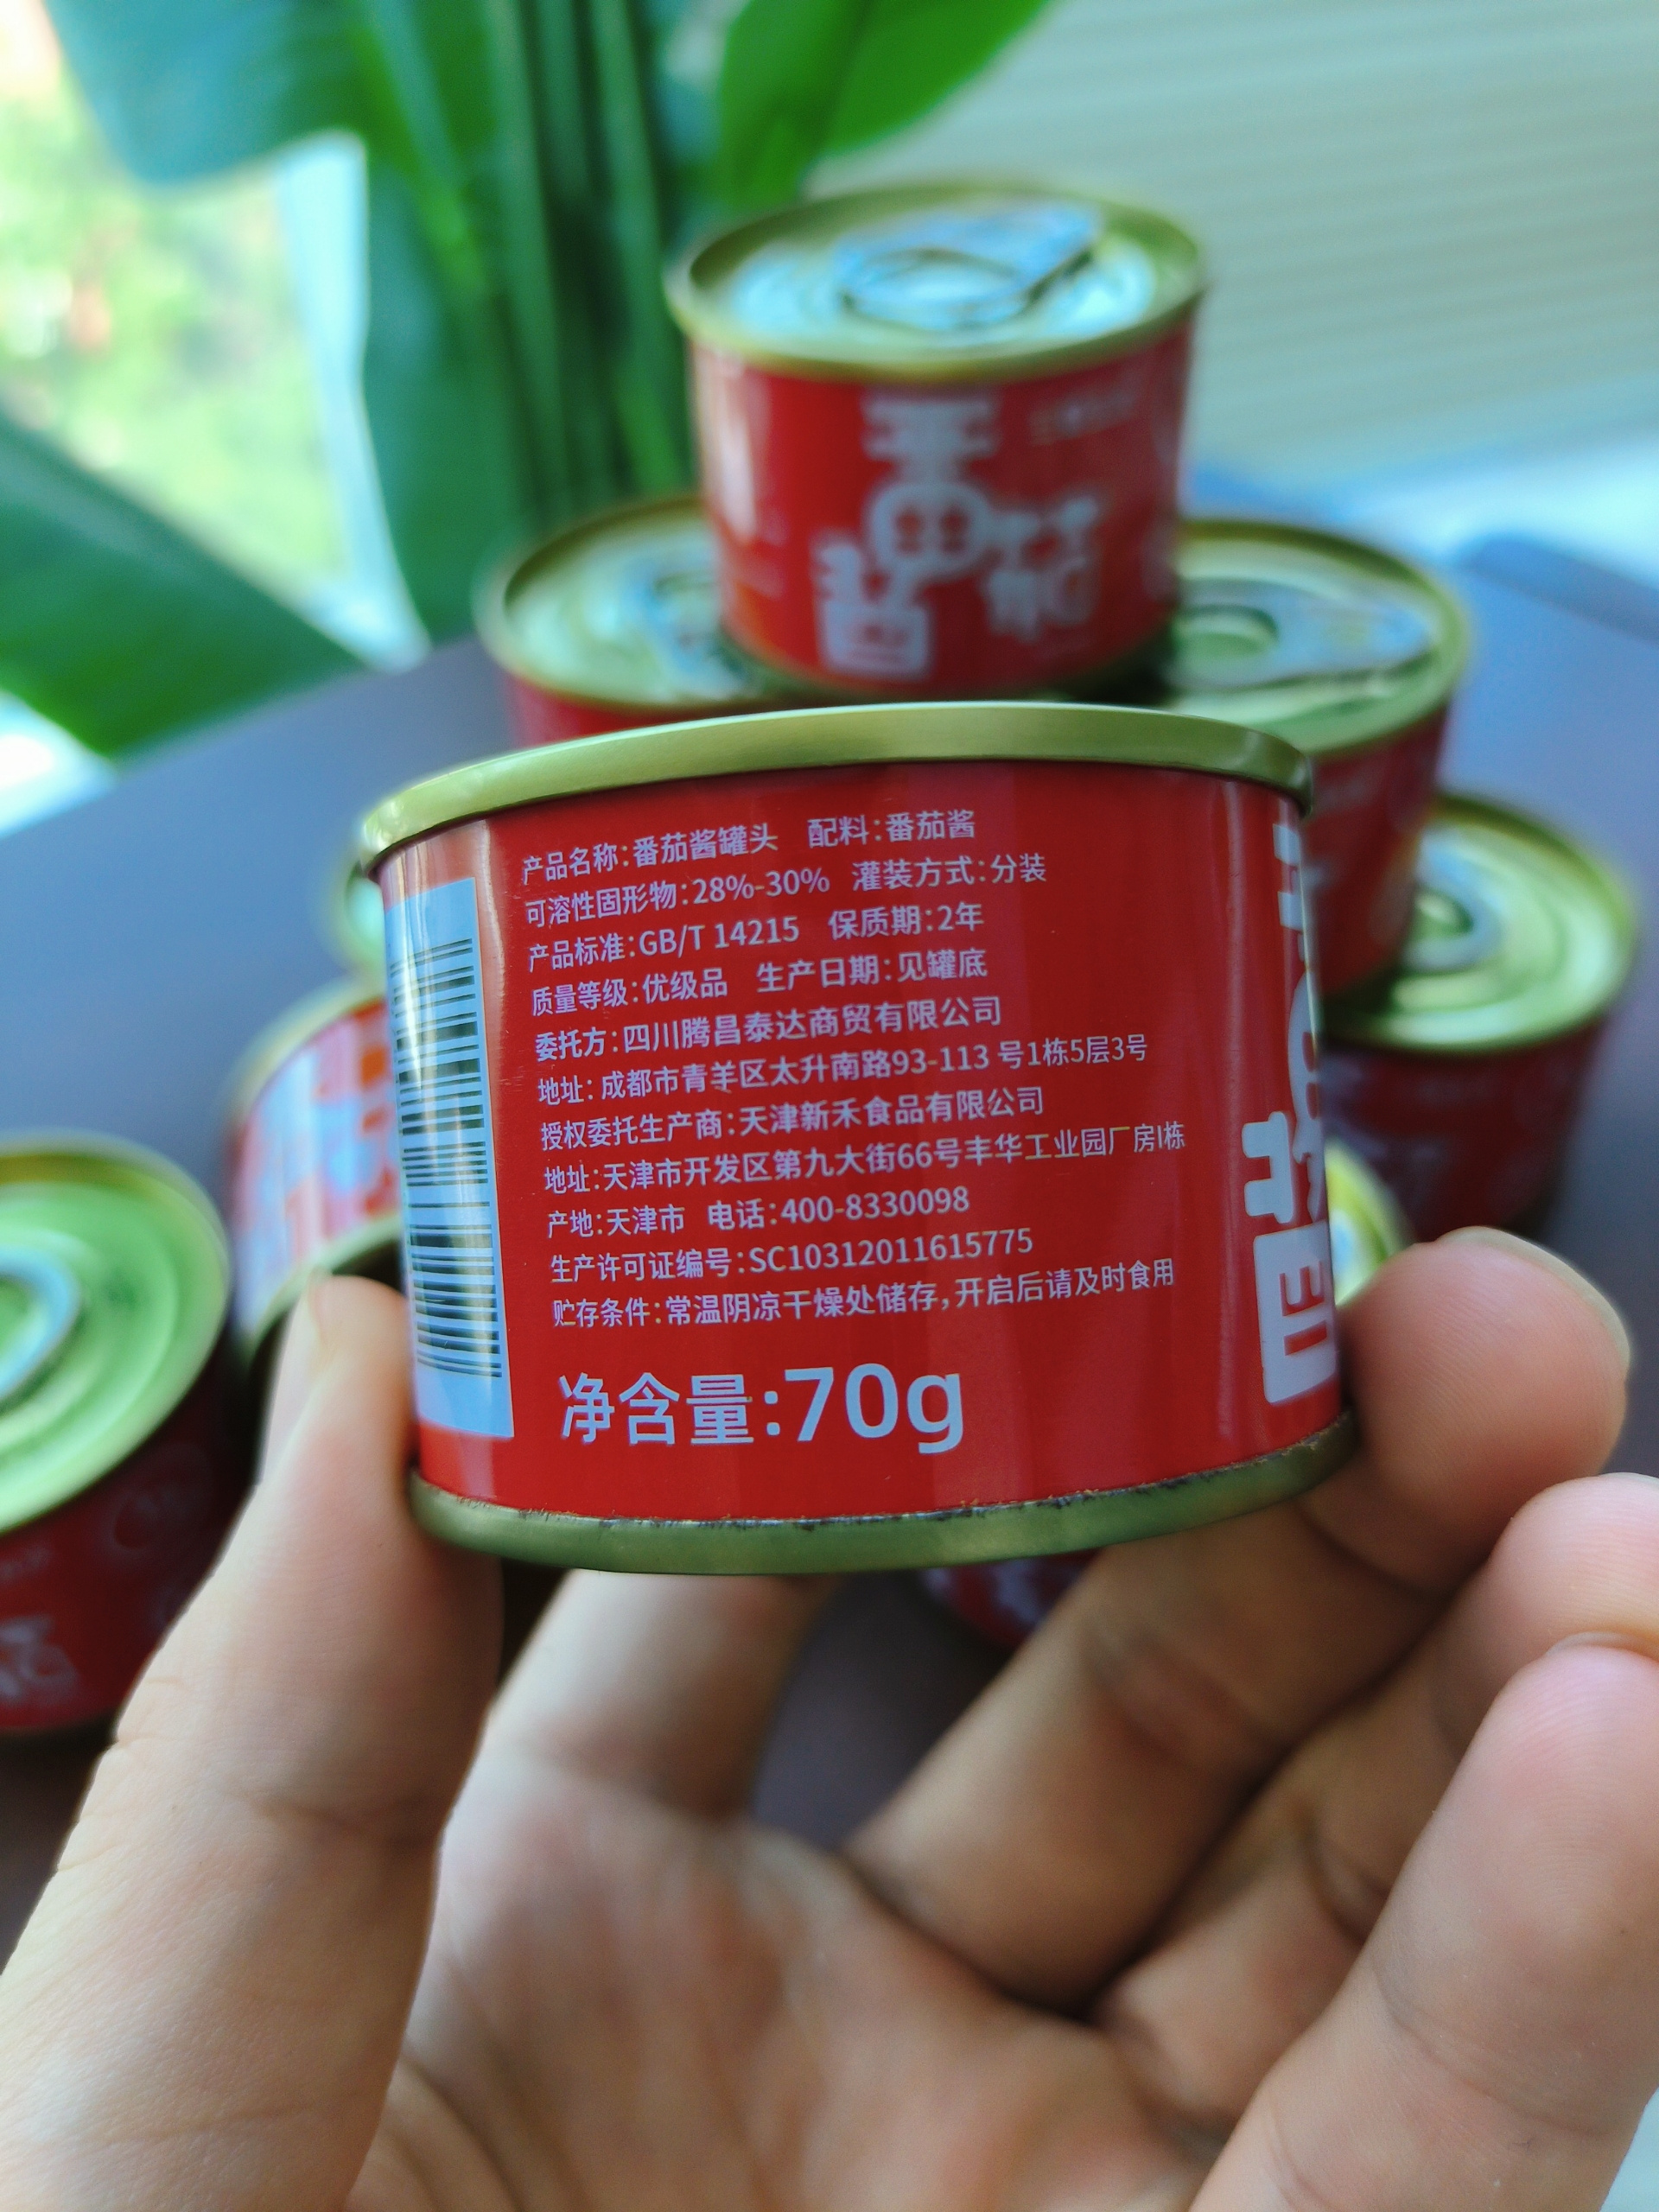 番茄
酱
产品名称:番茄酱罐头 配料:番茄酱
可溶性固形物:28%-30% 灌装方式:分装
产品标准:GB/T 14215 保质期:2年
质量等级:优级品 生产日期:见罐底
委托方:四川腾昌泰达商贸有限公司
地址:成都市青羊区太升南路93-113号1栋5层3号
授权委托生产商:天津新禾食品有限公司
地址:天津市开发区第九大街66号丰华工业园厂房I栋
产地:天津市 电话:400-8330098
生产许可证编号:SC10312011615775
贮存条件:常温阴凉干燥处储存,开启后请及时食用
净含量:70g